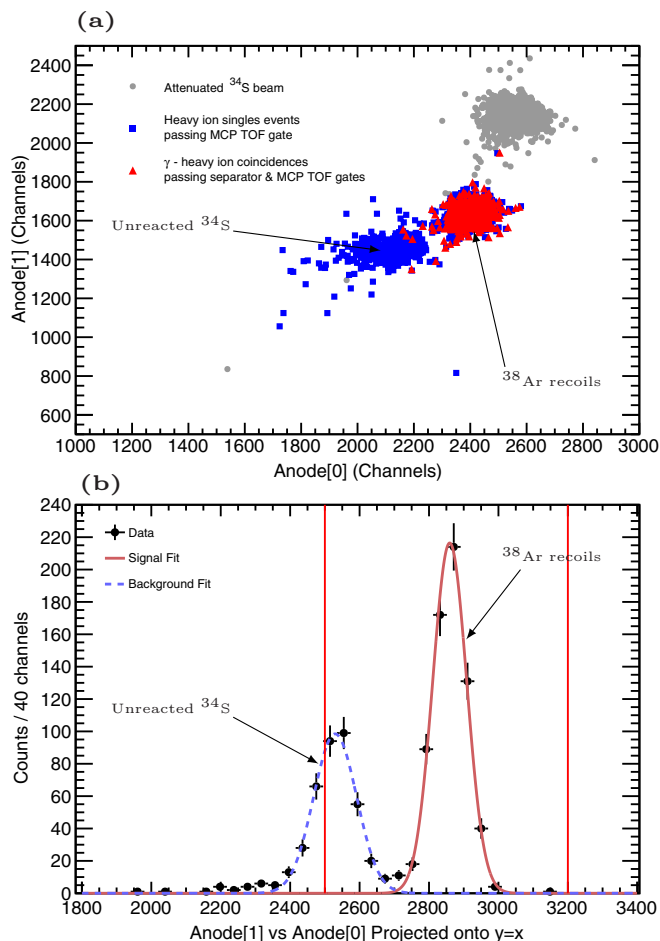 (a)
2400
2200
2000
1800
1600
1400
1200
1000
800
600
Anode[1] (Channels)
Attenuated ³⁴S beam
Heavy ion singles events
passing MCP TOF gate
γ - heavy ion coincidences
passing separator & MCP TOF gates
Unreacted ³⁴S
³⁸Ar recoils
1000 1200 1400 1600 1800 2000 2200 2400 2600 2800 3000
Anode[0] (Channels)
(b)
240
220
200
180
160
140
120
100
80
60
40
20
0
Counts / 40 channels
Data
Signal Fit
Background Fit
³⁸Ar recoils
Unreacted ³⁴S
1800 2000 2200 2400 2600 2800 3000 3200 3400
Anode[1] vs Anode[0] Projected onto y=x